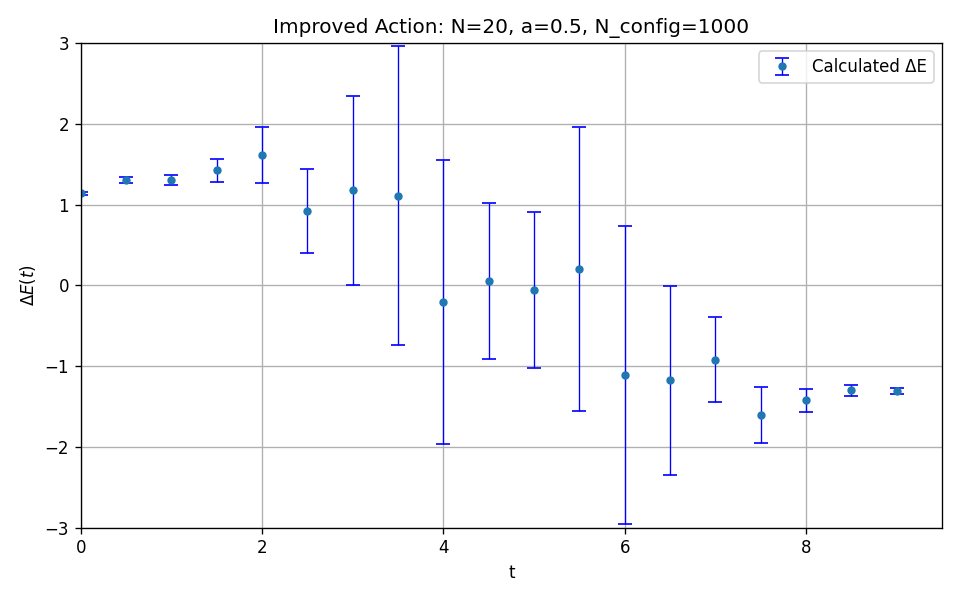 Improved Action: N=20, a=0.5, N_config=1000
Calculated ΔE
3
2
1
0
−1
−2
−3
ΔE(t)
0 2 4 6 8
t